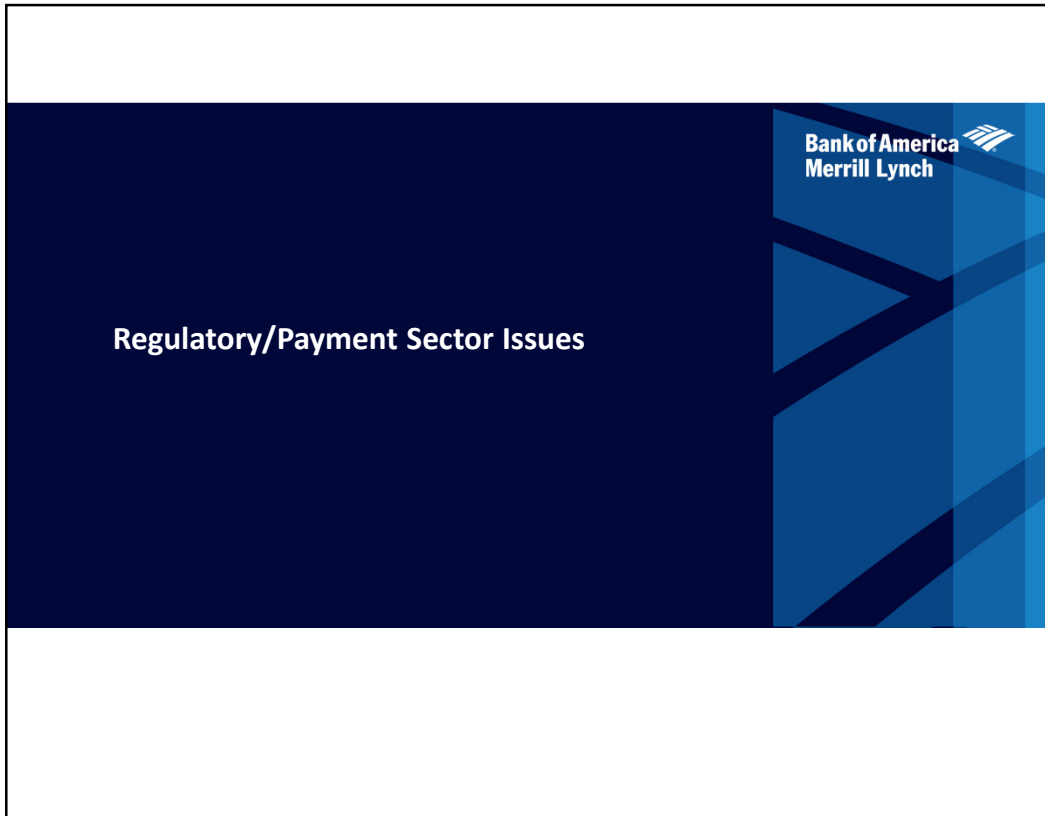 Bank of America
Merrill Lynch
Regulatory/Payment Sector Issues